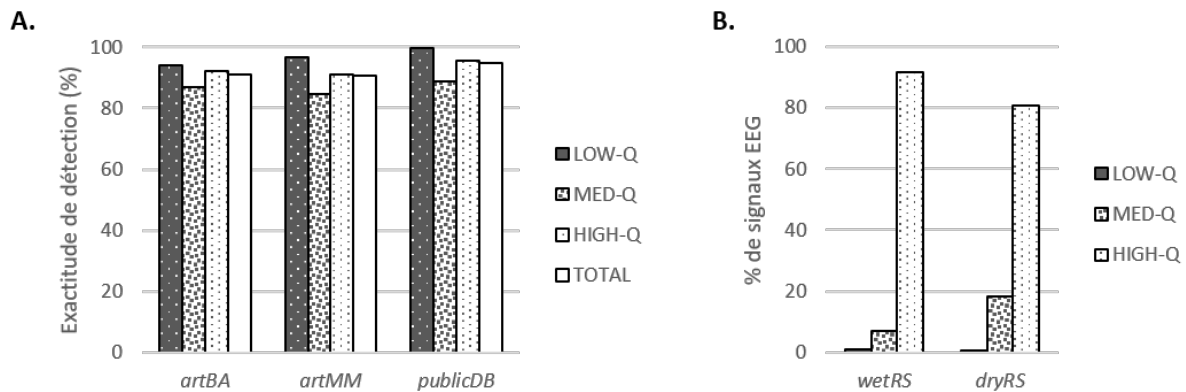 A.
Exactitude de détection (%)
100
80
60
40
20
0
artBA artMM publicDB
LOW-Q
MED-Q
HIGH-Q
TOTAL
B.
% de signaux EEG
100
80
60
40
20
0
wetRS dryRS
LOW-Q
MED-Q
HIGH-Q